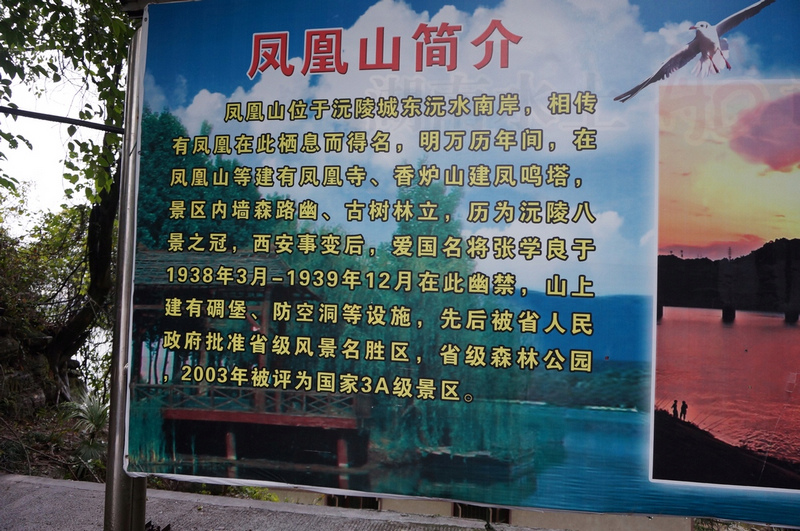 凤凰山简介
凤凰山位于沅陵城东沅水南岸，相传
有凤凰在此栖息而得名，明万历年间，在
凤凰山等建有凤凰寺、香炉山建凤鸣塔，
景区内墙森路幽、古树林立，历为沅陵八
景之冠，西安事变后，爱国名将张学良于
1938年3月-1939年12月在此幽禁，山上
建有碉堡、防空洞等设施，先后被省人民
政府批准省级风景名胜区，省级森林公园
，2003年被评为国家3A级景区。